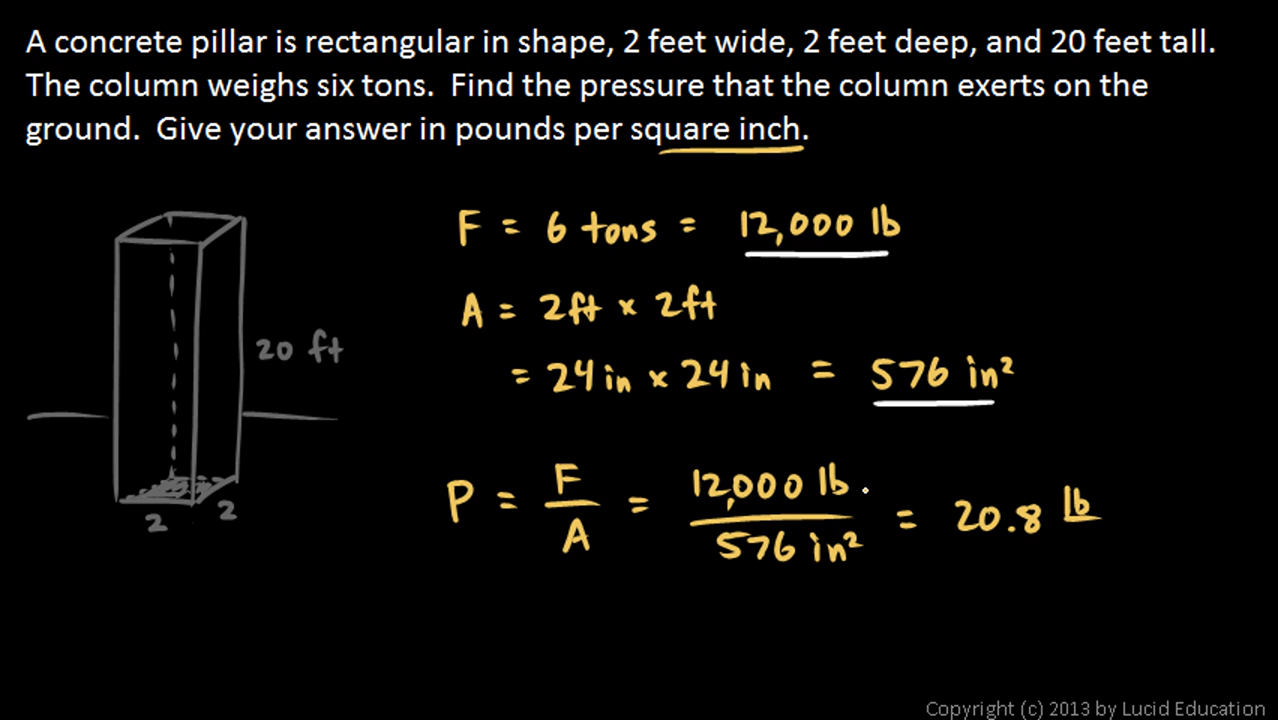 A concrete pillar is rectangular in shape, 2 feet wide, 2 feet deep, and 20 feet tall.
The column weighs six tons.  Find the pressure that the column exerts on the
ground.  Give your answer in pounds per square inch.
F = 6 tons = 12,000 lb
A = 2ft × 2ft
= 24 in × 24 in = 576 in²
20 ft
2
2
P = F/A = 12,000 lb / 576 in² = 20.8 lb
Copyright (c) 2013 by Lucid Education